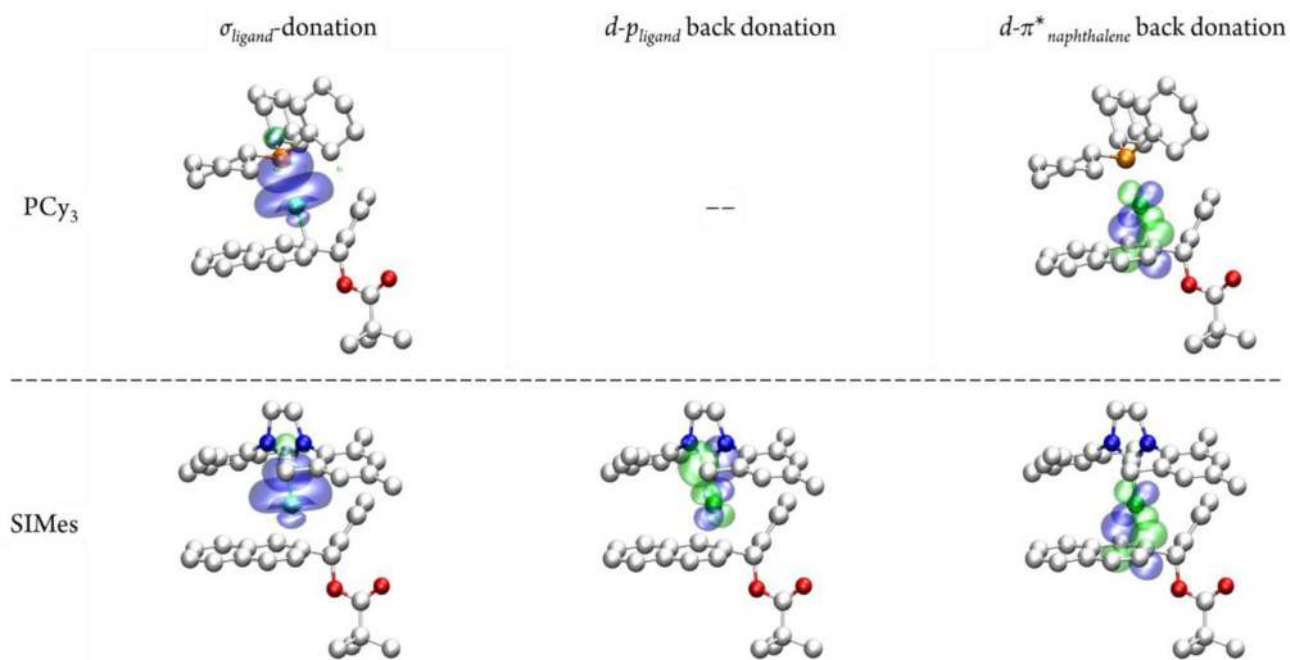 σligand-donation d-pligand back donation d-π*naphthalene back donation
PCy3 --
SIMes